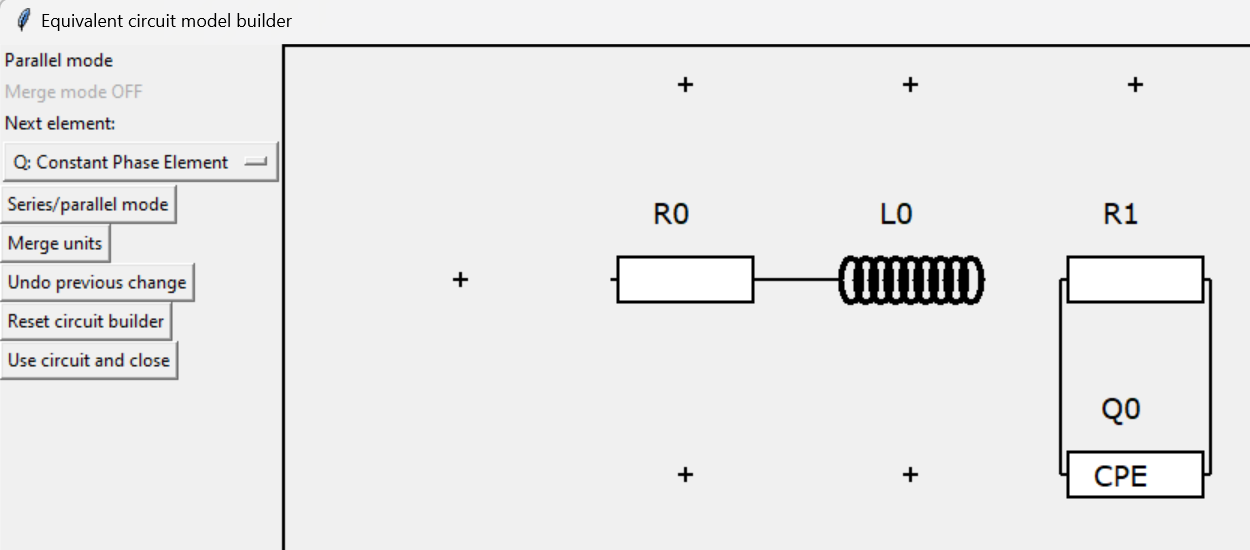 Equivalent circuit model builder
Parallel mode
Merge mode OFF
Next element:
Q: Constant Phase Element
Series/parallel mode
Merge units
Undo previous change
Reset circuit builder
Use circuit and close
+ + +
R0 L0 R1
+
Q0
+ + CPE